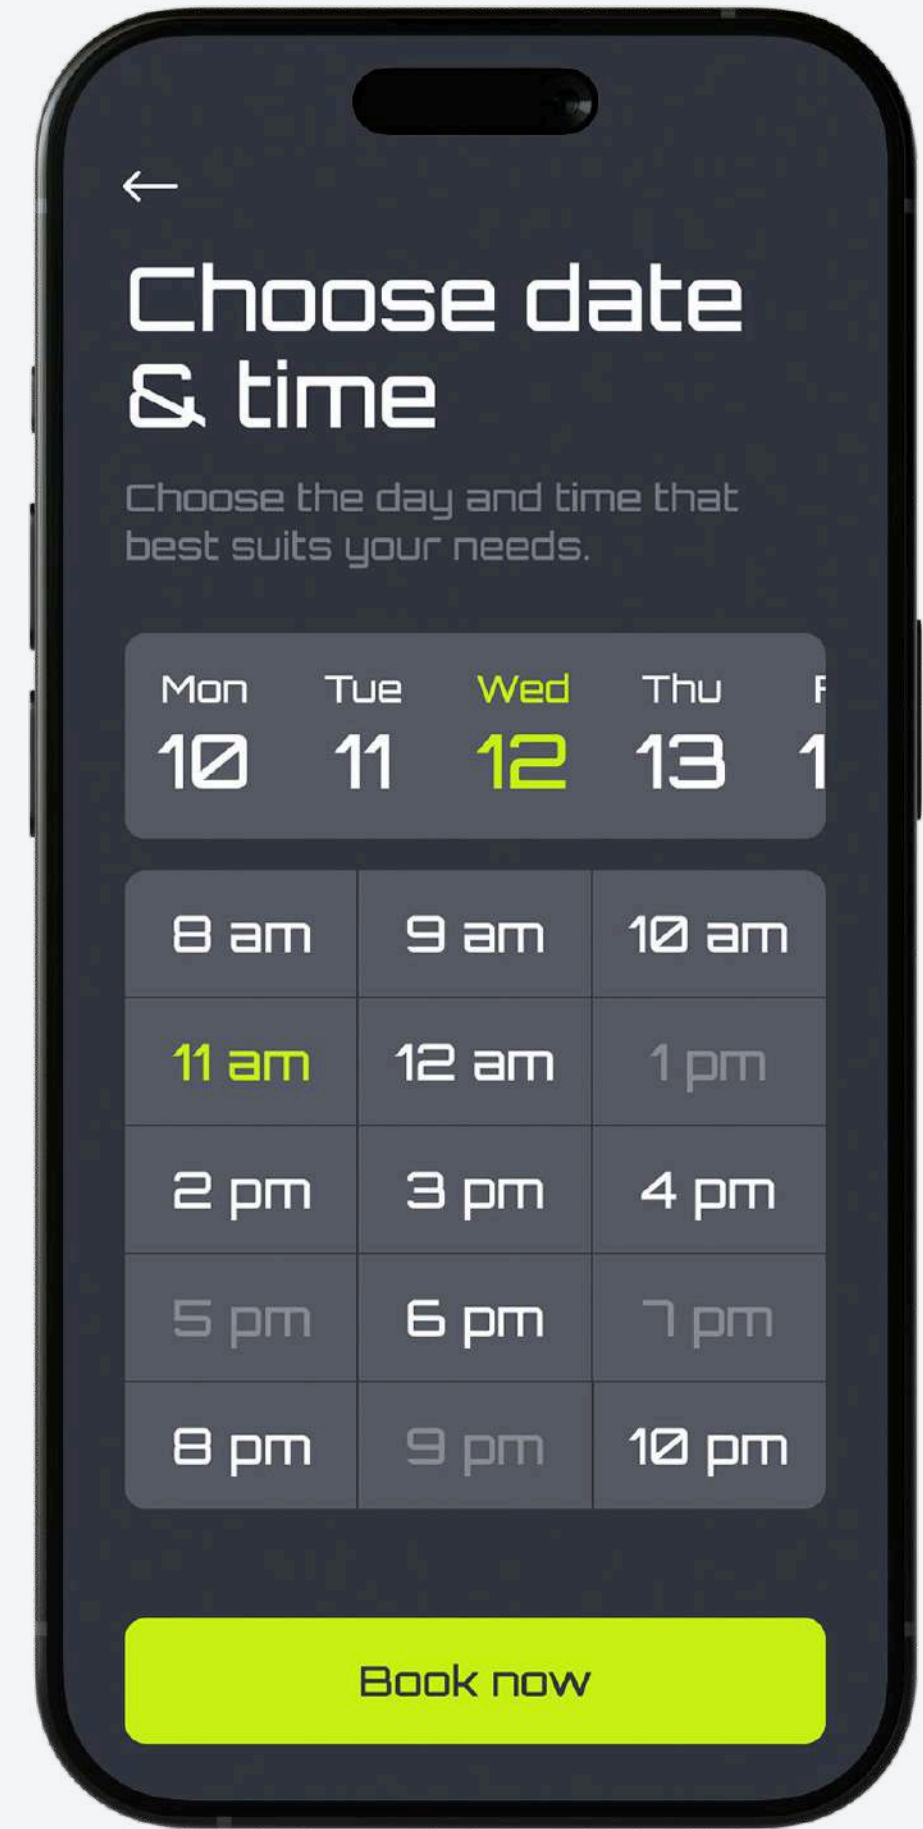 Choose date
& time
Choose the day and time that
best suits your needs.
Mon Tue Wed Thu F
10 11 12 13 1
8 am 9 am 10 am
11 am 12 am 1 pm
2 pm 3 pm 4 pm
5 pm 6 pm 7 pm
8 pm 9 pm 10 pm
Book now